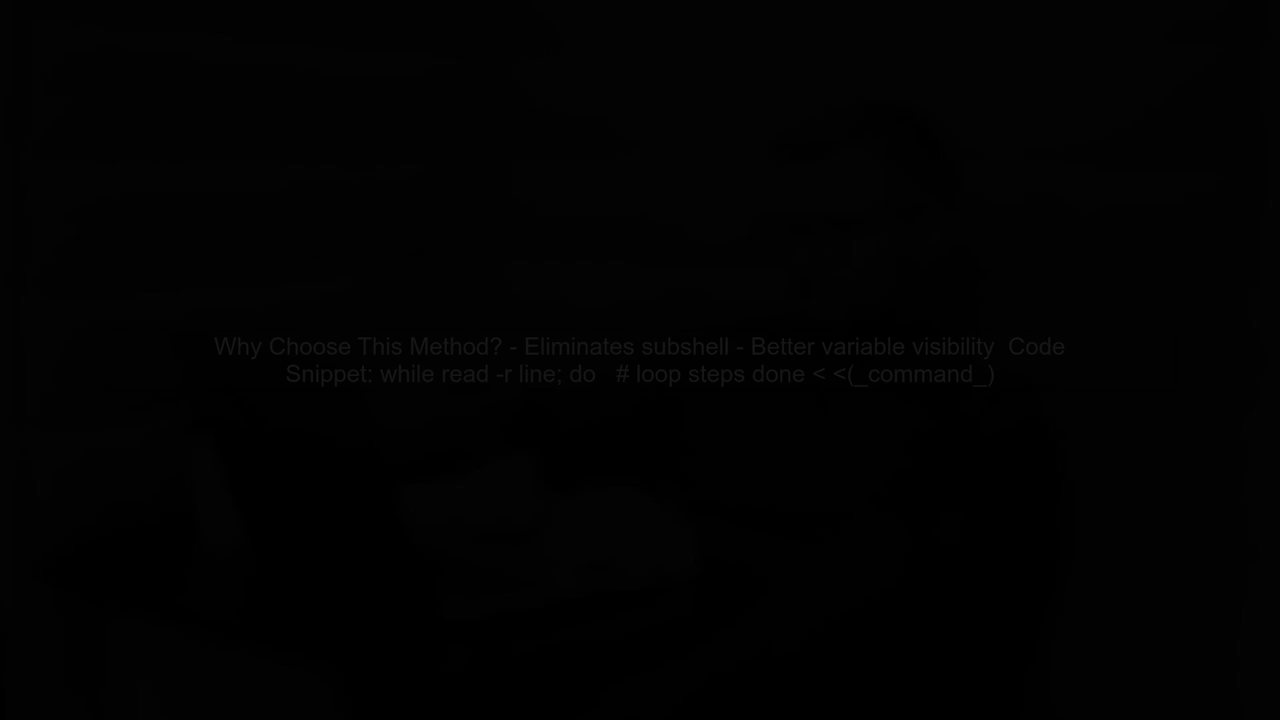 Why Choose This Method? - Eliminates subshell - Better variable visibility  Code
Snippet: while read -r line; do   # loop steps done < <(_command_)